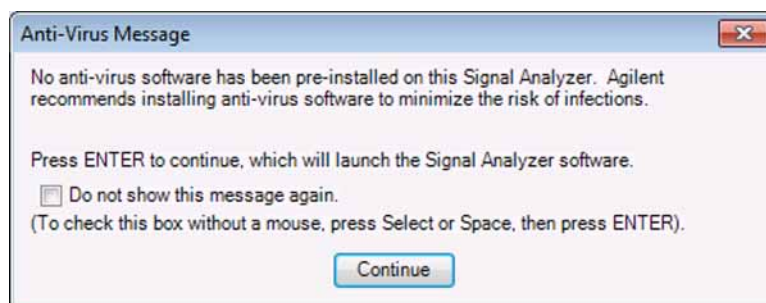 Anti-Virus Message
No anti-virus software has been pre-installed on this Signal Analyzer. Agilent
recommends installing anti-virus software to minimize the risk of infections.
Press ENTER to continue, which will launch the Signal Analyzer software.
Do not show this message again.
(To check this box without a mouse, press Select or Space, then press ENTER).
Continue